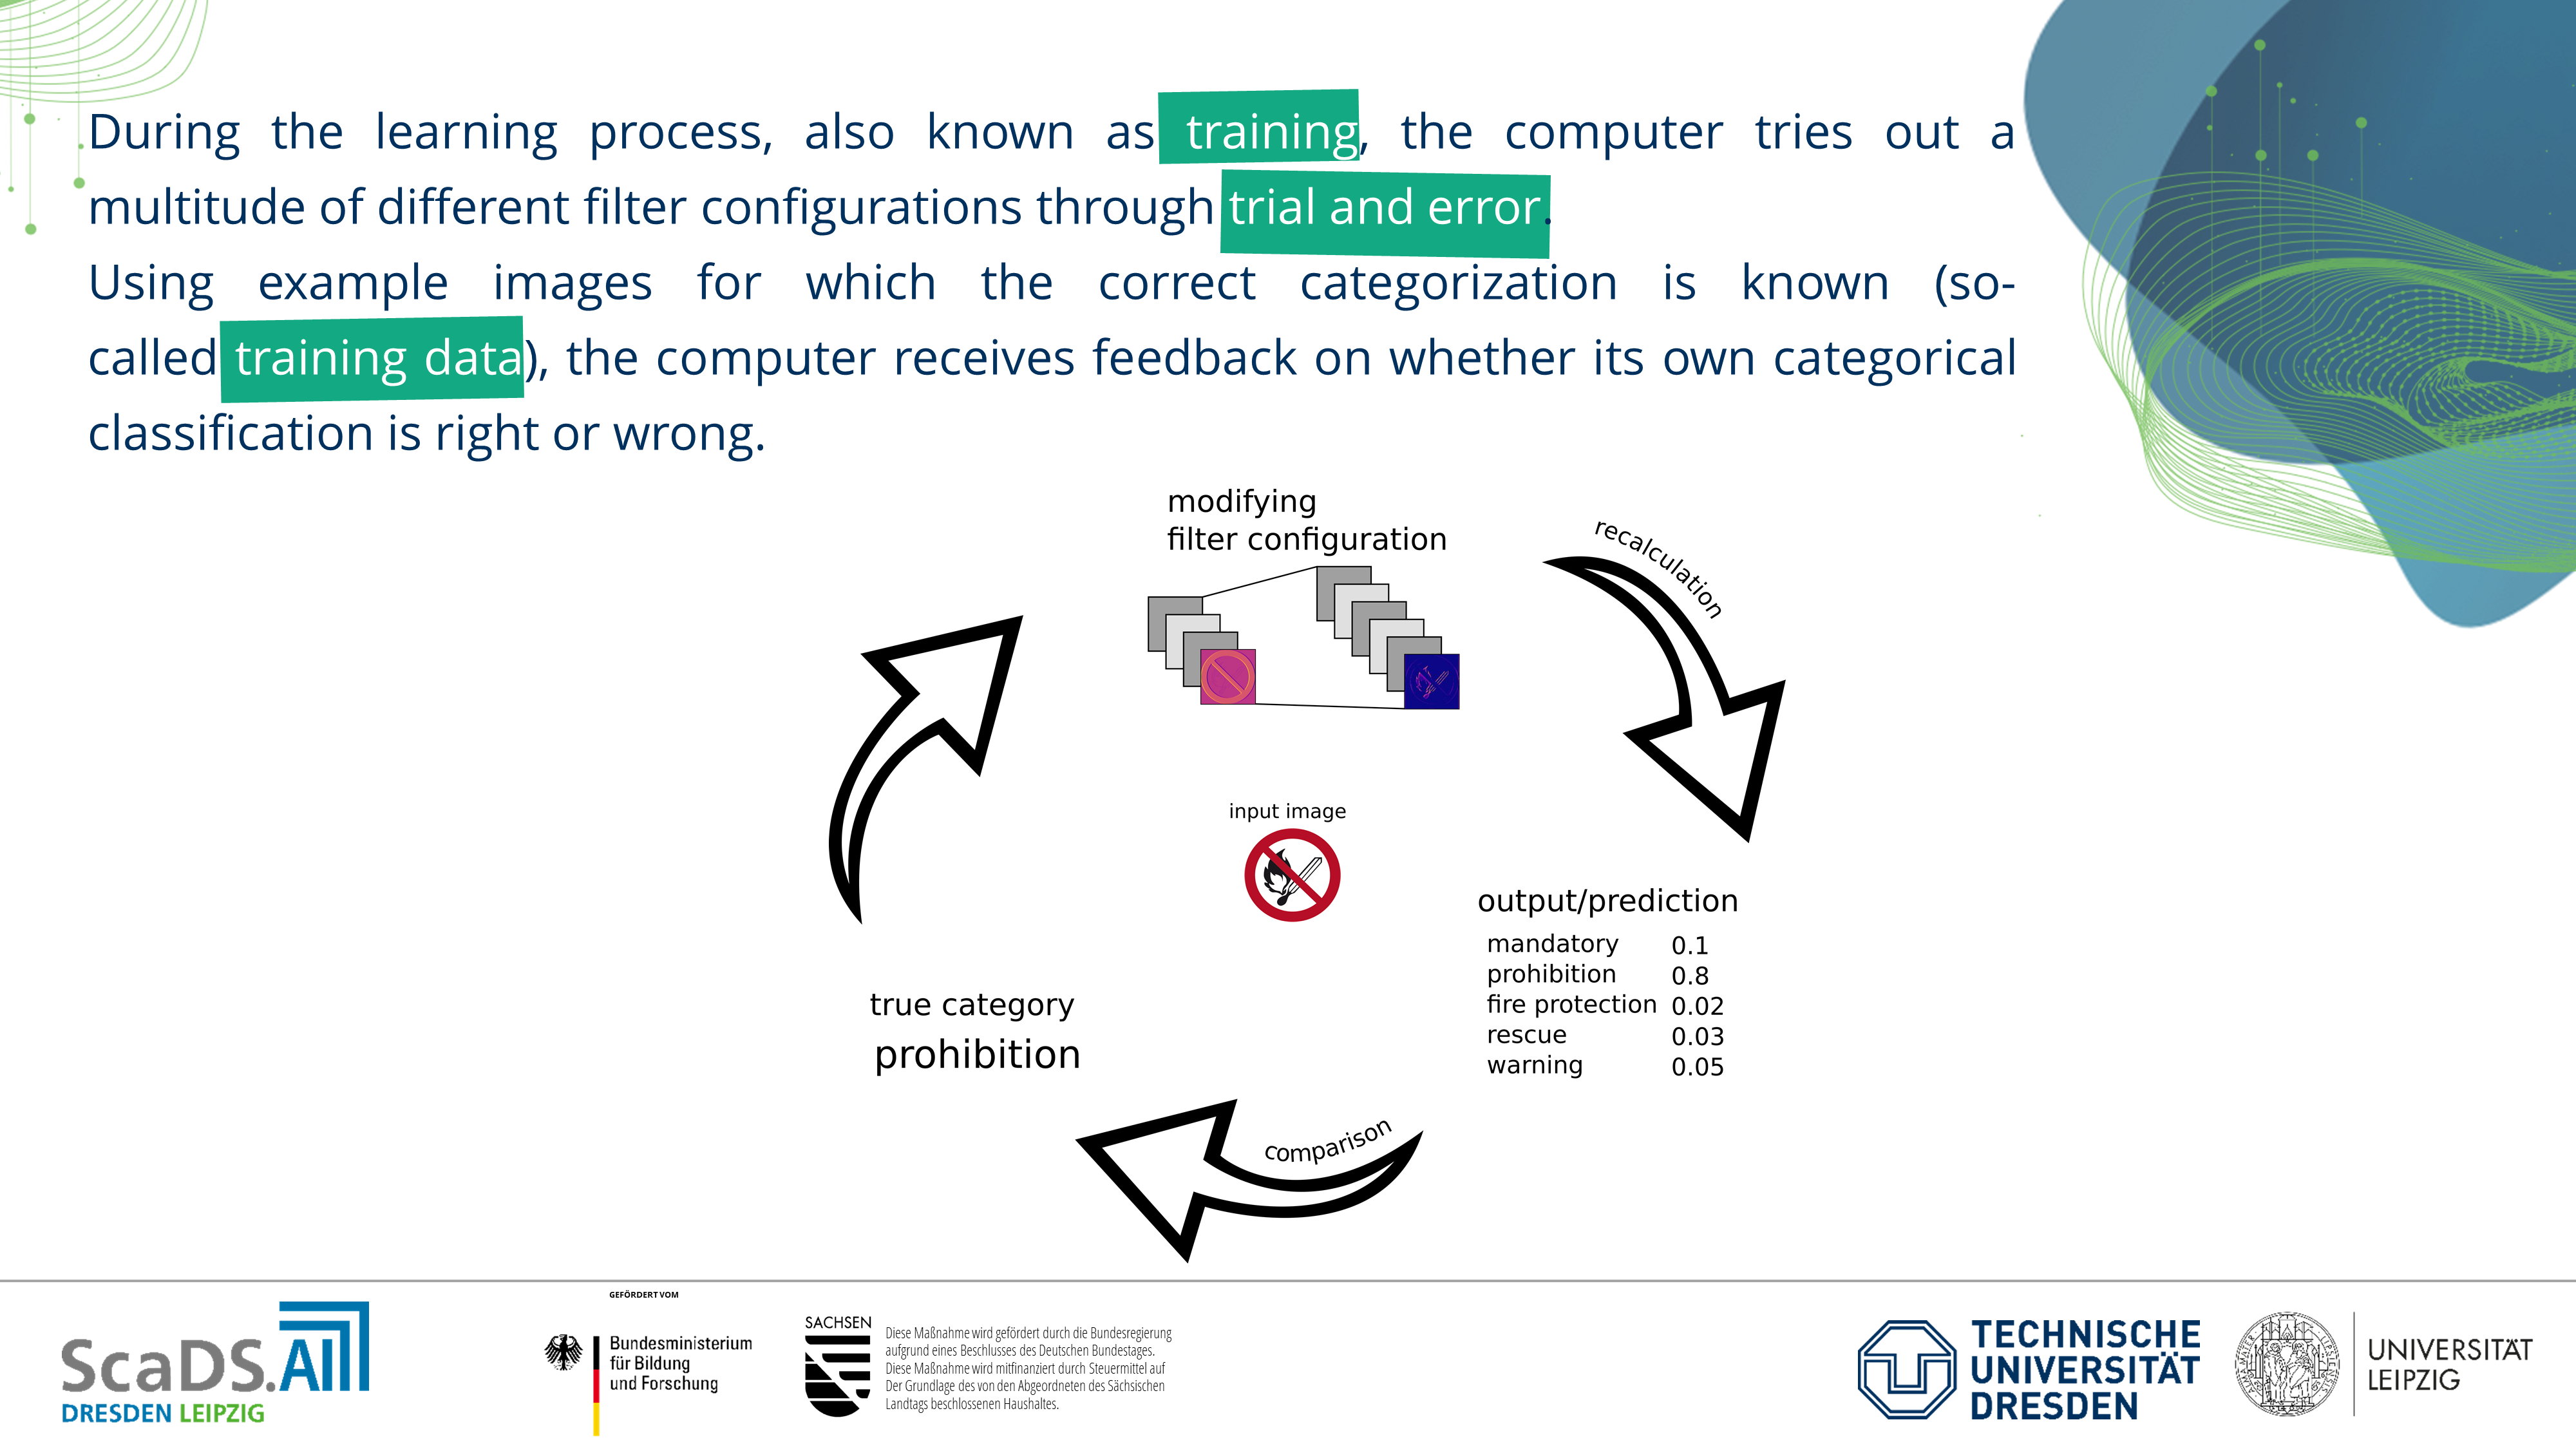 During the learning process, also known as training, the computer tries out a
multitude of different filter configurations through trial and error.
Using example images for which the correct categorization is known (so-
called training data), the computer receives feedback on whether its own categorical
classification is right or wrong.
modifying
filter configuration
recalculation
input image
output/prediction
mandatory 0.1
prohibition 0.8
fire protection 0.02
rescue 0.03
warning 0.05
true category
prohibition
comparison
GEFÖRDERT VOM
ScaDS.AI
DRESDEN LEIPZIG
Bundesministerium
für Bildung
und Forschung
SACHSEN
Diese Maßnahme wird gefördert durch die Bundesregierung
aufgrund eines Beschlusses des Deutschen Bundestages.
Diese Maßnahme wird mitfinanziert durch Steuermittel auf
Der Grundlage des von den Abgeordneten des Sächsischen
Landtags beschlossenen Haushaltes.
TECHNISCHE
UNIVERSITÄT
DRESDEN
UNIVERSITÄT
LEIPZIG